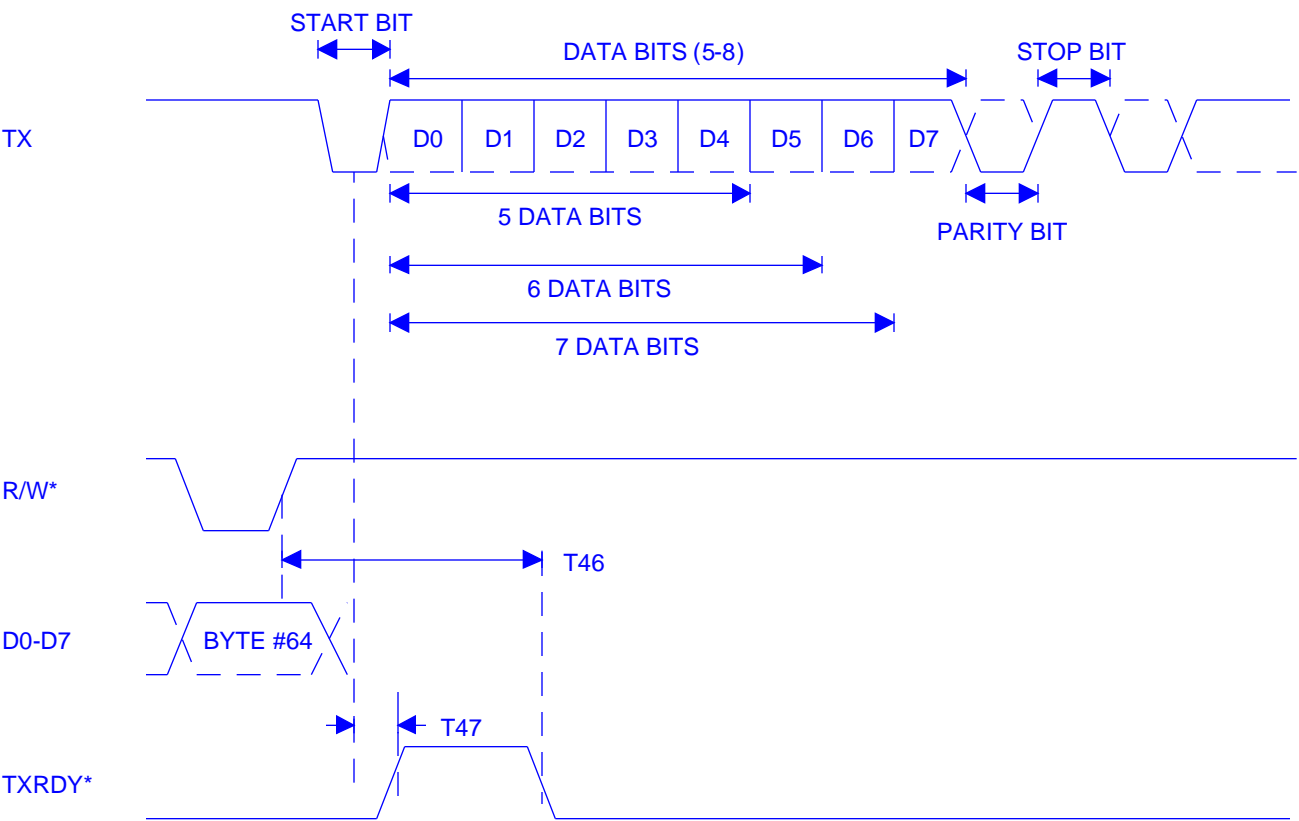 START BIT
DATA BITS (5-8)
STOP BIT
TX
D0 D1 D2 D3 D4 D5 D6 D7
5 DATA BITS
PARITY BIT
6 DATA BITS
7 DATA BITS
R/W*
T46
D0-D7
BYTE #64
T47
TXRDY*